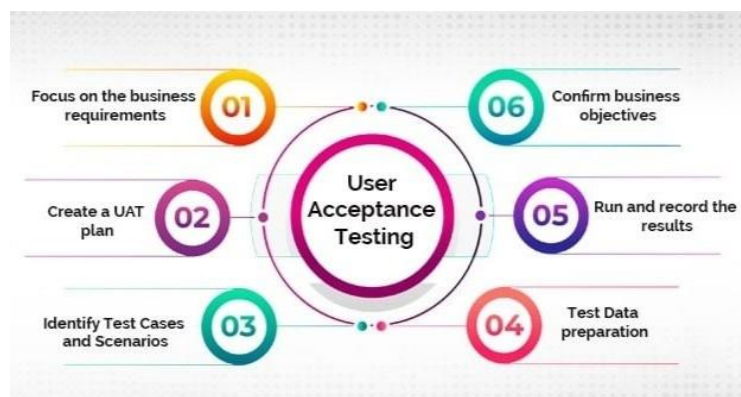 User
Acceptance
Testing
01
Focus on the business
requirements
02
Create a UAT
plan
03
Identify Test Cases
and Scenarios
04
Test Data
preparation
05
Run and record the
results
06
Confirm business
objectives